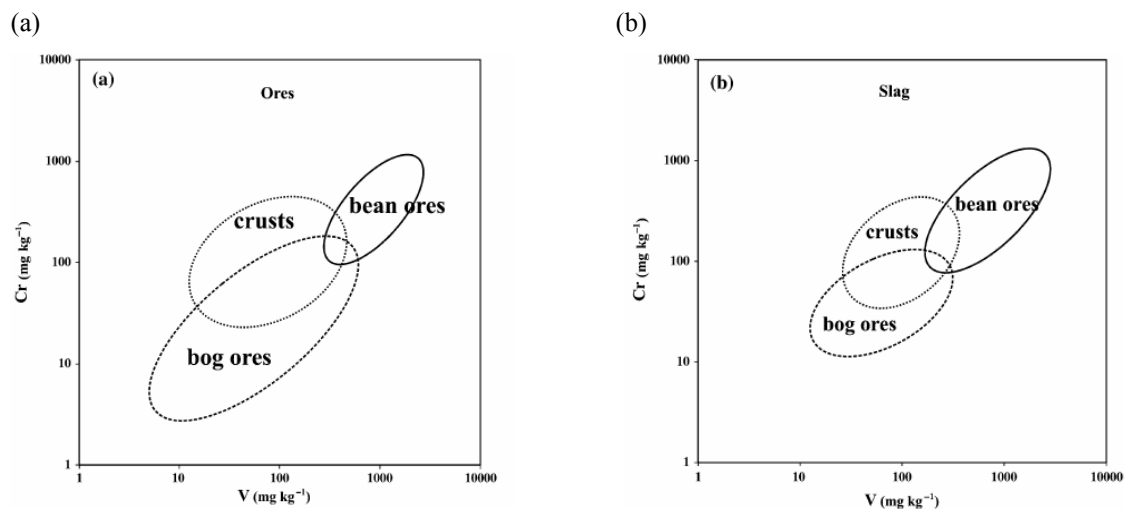 (a)
(a)
Ores
10000
1000
100
10
1
Cr (mg kg⁻¹)
crusts
bean ores
bog ores
1 10 100 1000 10000
V (mg kg⁻¹)
(b)
(b)
Slag
10000
1000
100
10
1
Cr (mg kg⁻¹)
crusts
bean ores
bog ores
1 10 100 1000 10000
V (mg kg⁻¹)